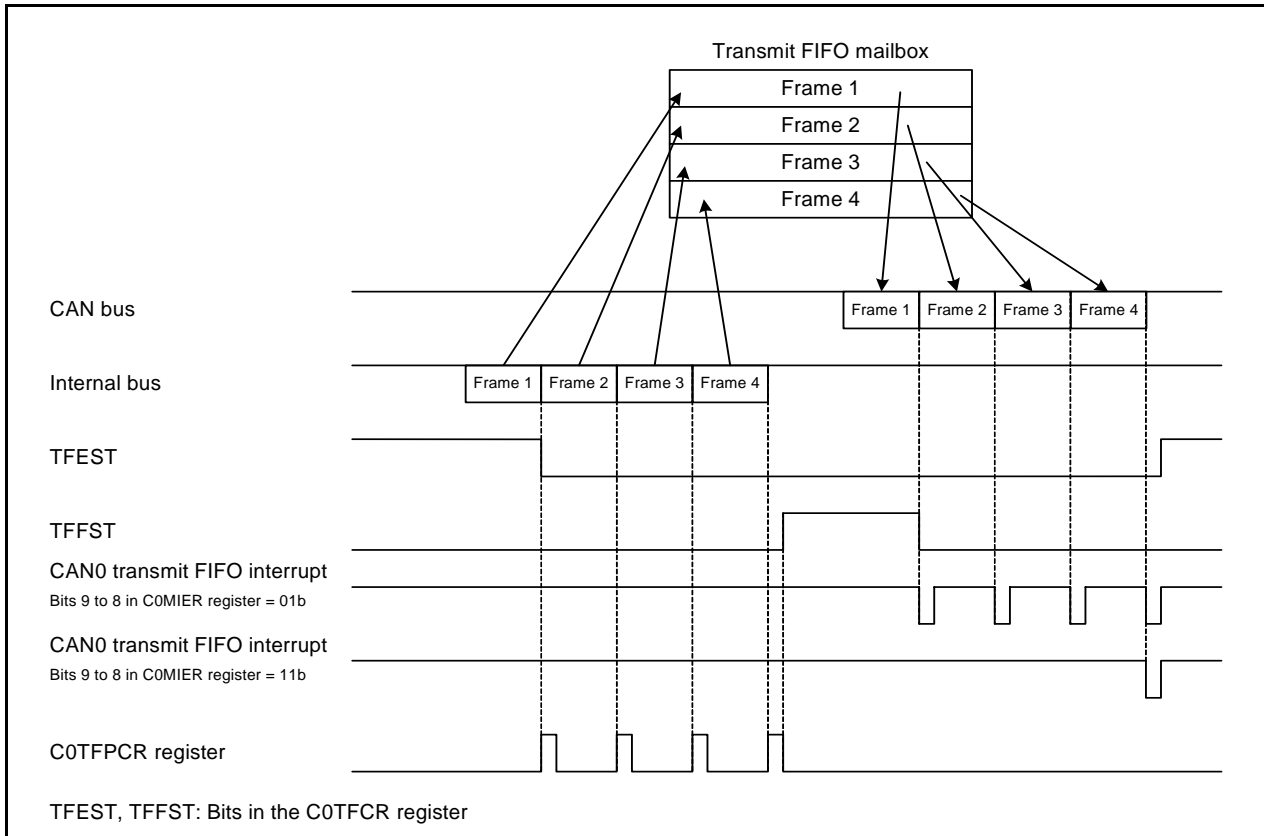 Transmit FIFO mailbox
Frame 1
Frame 2
Frame 3
Frame 4
CAN bus
Frame 1 Frame 2 Frame 3 Frame 4
Internal bus
Frame 1 Frame 2 Frame 3 Frame 4
TFEST
TFFST
CAN0 transmit FIFO interrupt
Bits 9 to 8 in C0MIER register = 01b
CAN0 transmit FIFO interrupt
Bits 9 to 8 in C0MIER register = 11b
C0TFPCR register
TFEST, TFFST: Bits in the C0TFCR register